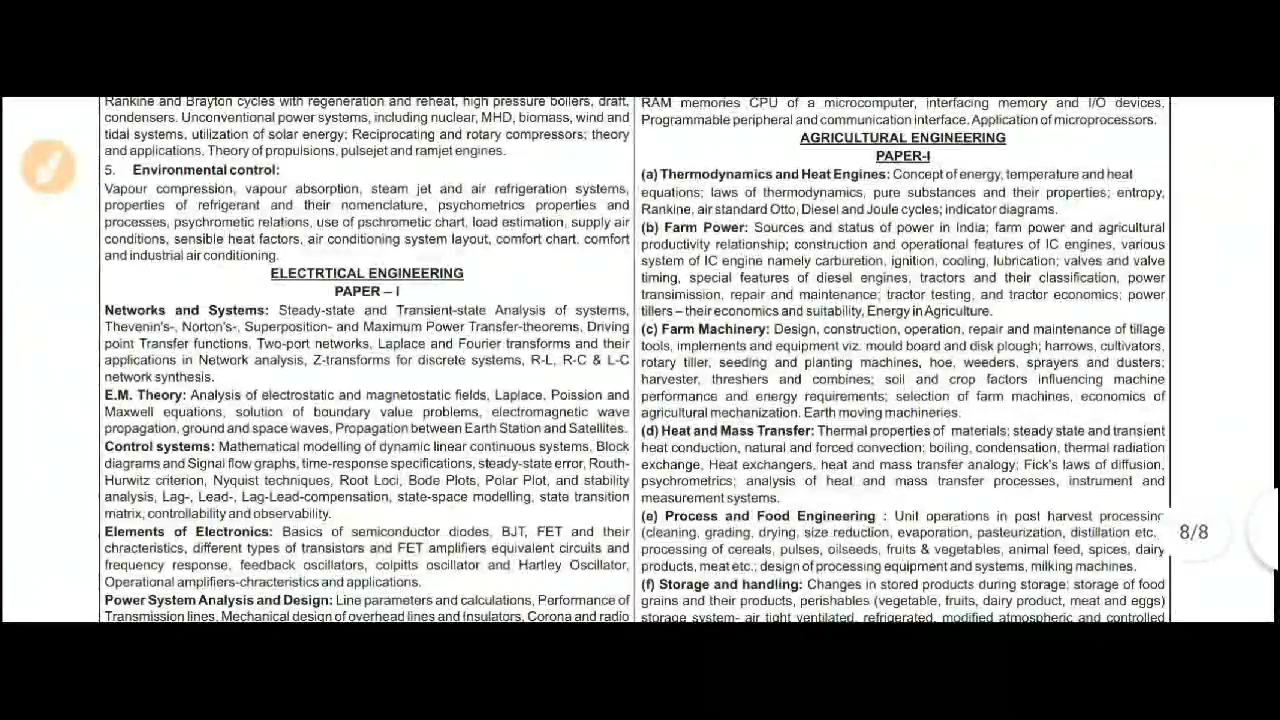 Rankine and Brayton cycles with regeneration and reheat, high pressure boilers, draft,
condensers. Unconventional power systems, including nuclear, MHD, biomass, wind and
tidal systems, utilization of solar energy; Reciprocating and rotary compressors; theory
and applications. Theory of propulsions, pulsejet and ramjet engines.
5. Environmental control:
Vapour compression, vapour absorption, steam jet and air refrigeration systems,
properties of refrigerant and their nomenclature, psychometrics properties and
processes, psychrometric relations, use of pschrometic chart, load estimation, supply air
conditions, sensible heat factors, air conditioning system layout, comfort chart, comfort
and industrial air conditioning.
ELECTRTICAL ENGINEERING
PAPER – I
Networks and Systems: Steady-state and Transient-state Analysis of systems,
Thevenin's-, Norton's-, Superposition- and Maximum Power Transfer-theorems, Driving
point Transfer functions, Two-port networks, Laplace and Fourier transforms and their
applications in Network analysis, Z-transforms for discrete systems, R-L, R-C & L-C
network synthesis.
E.M. Theory: Analysis of electrostatic and magnetostatic fields, Laplace, Poission and
Maxwell equations, solution of boundary value problems, electromagnetic wave
propagation, ground and space waves, Propagation between Earth Station and Satellites.
Control systems: Mathematical modelling of dynamic linear continuous systems, Block
diagrams and Signal flow graphs, time-response specifications, steady-state error, Routh-
Hurwitz criterion, Nyquist techniques, Root Loci, Bode Plots, Polar Plot, and stability
analysis, Lag-, Lead-, Lag-Lead-compensation, state-space modelling, state transition
matrix, controllability and observability.
Elements of Electronics: Basics of semiconductor diodes, BJT, FET and their
chracteristics, different types of transistors and FET amplifiers equivalent circuits and
frequency response, feedback oscillators, colpitts oscillator and Hartley Oscillator,
Operational amplifiers-chracteristics and applications.
Power System Analysis and Design: Line parameters and calculations, Performance of
Transmission lines, Mechanical design of overhead lines and Insulators, Corona and radio
RAM memories CPU of a microcomputer, interfacing memory and I/O devices,
Programmable peripheral and communication interface. Application of microprocessors.
AGRICULTURAL ENGINEERING
PAPER-I
(a) Thermodynamics and Heat Engines: Concept of energy, temperature and heat
equations; laws of thermodynamics, pure substances and their properties; entropy,
Rankine, air standard Otto, Diesel and Joule cycles; indicator diagrams.
(b) Farm Power: Sources and status of power in India; farm power and agricultural
productivity relationship; construction and operational features of IC engines, various
system of IC engine namely carburetion, ignition, cooling, lubrication; valves and valve
timing, special features of diesel engines, tractors and their classification, power
transimission, repair and maintenance; tractor testing, and tractor economics; power
tillers – their economics and suitability, Energy in Agriculture.
(c) Farm Machinery: Design, construction, operation, repair and maintenance of tillage
tools, implements and equipment viz. mould board and disk plough; harrows, cultivators,
rotary tiller, seeding and planting machines, hoe, weeders, sprayers and dusters;
harvester, threshers and combines; soil and crop factors influencing machine
performance and energy requirements; selection of farm machines, economics of
agricultural mechanization. Earth moving machineries.
(d) Heat and Mass Transfer: Thermal properties of materials; steady state and transient
heat conduction, natural and forced convection; boiling, condensation, thermal radiation
exchange, Heat exchangers, heat and mass transfer analogy; Fick's laws of diffusion,
psychrometrics; analysis of heat and mass transfer processes, instrument and
measurement systems.
(e) Process and Food Engineering : Unit operations in post harvest processing
(cleaning, grading, drying, size reduction, evaporation, pasteurization, distillation etc.
processing of cereals, pulses, oilseeds, fruits & vegetables, animal feed, spices, dairy
products, meat etc.; design of processing equipment and systems, milking machines.
(f) Storage and handling: Changes in stored products during storage; storage of food
grains and their products, perishables (vegetable, fruits, dairy product, meat and eggs)
storage system- air tight ventilated, refrigerated, modified atmospheric and controlled
8/8